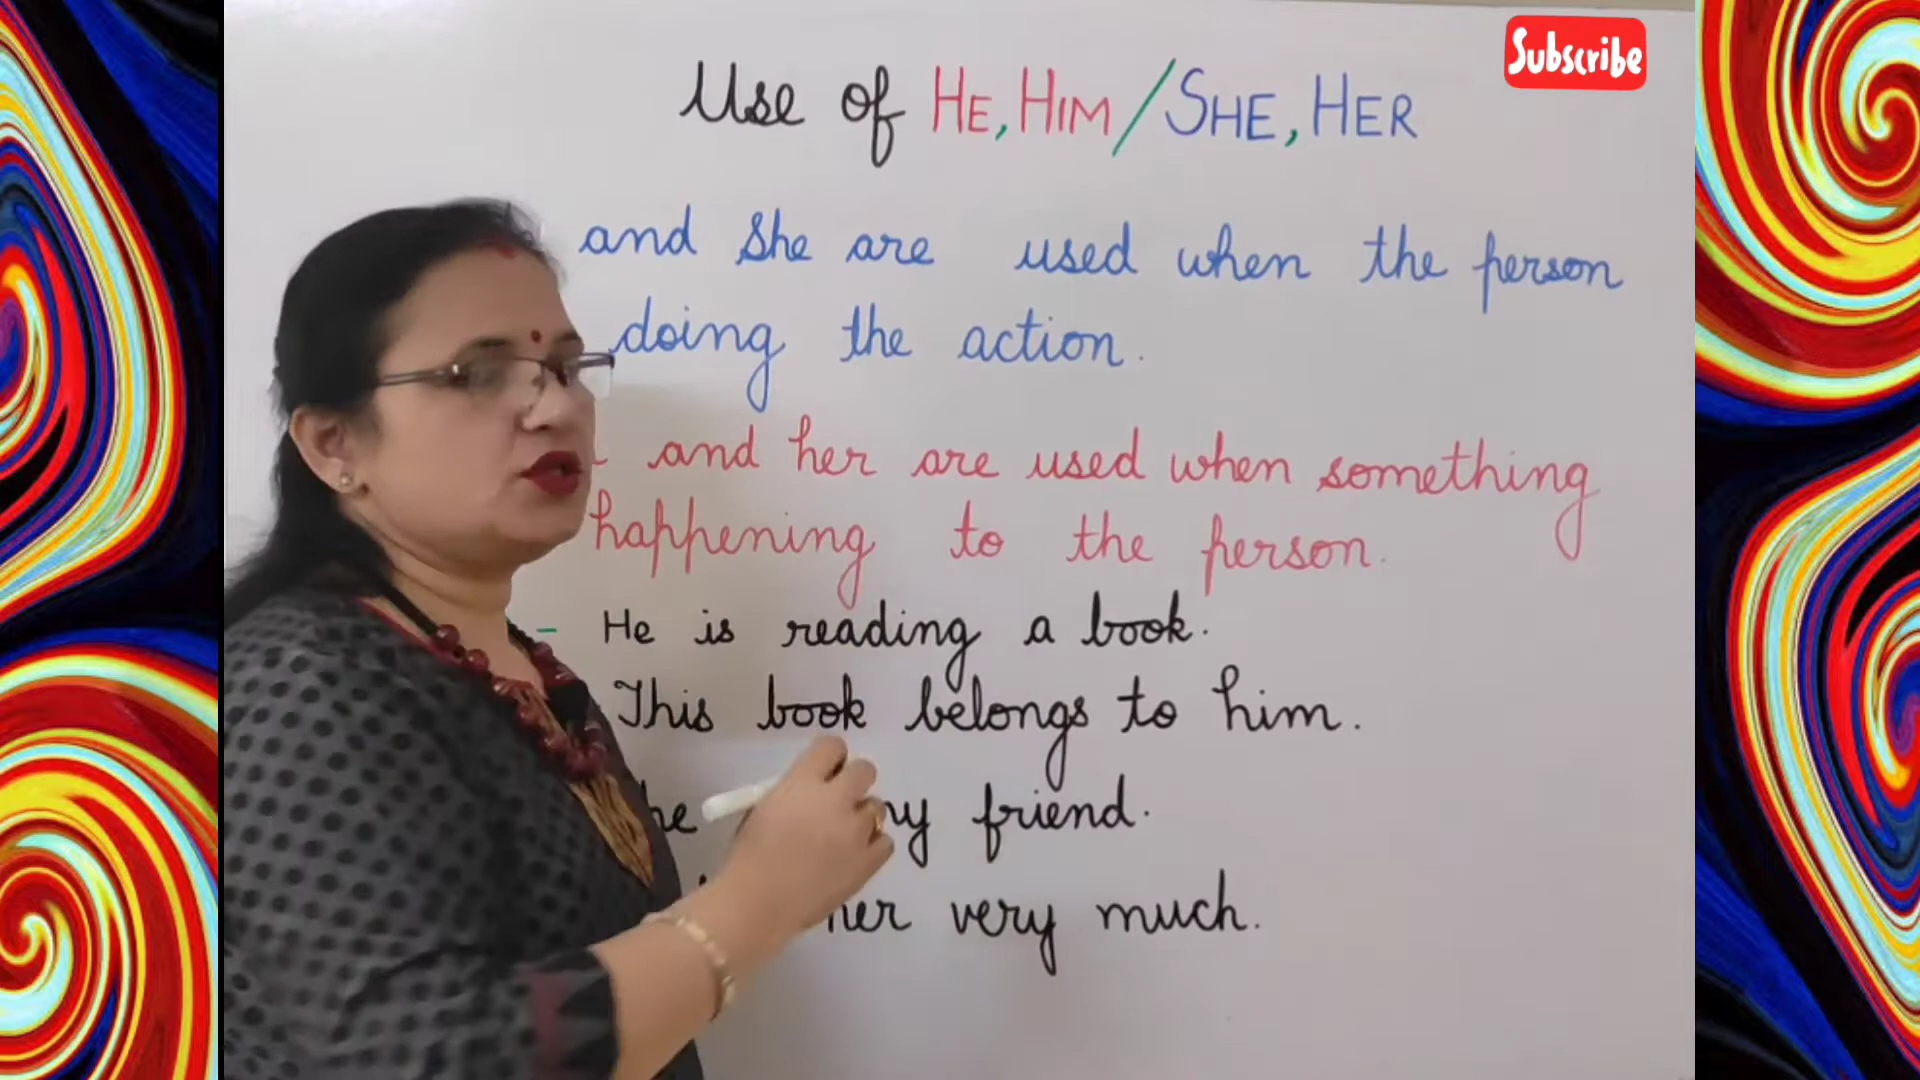 Subscribe
Use of HE, HIM / SHE, HER
and she are used when the person
doing the action.
and her are used when something
happening to the person.
- He is reading a book.
This book belongs to him.
friend.
her very much.